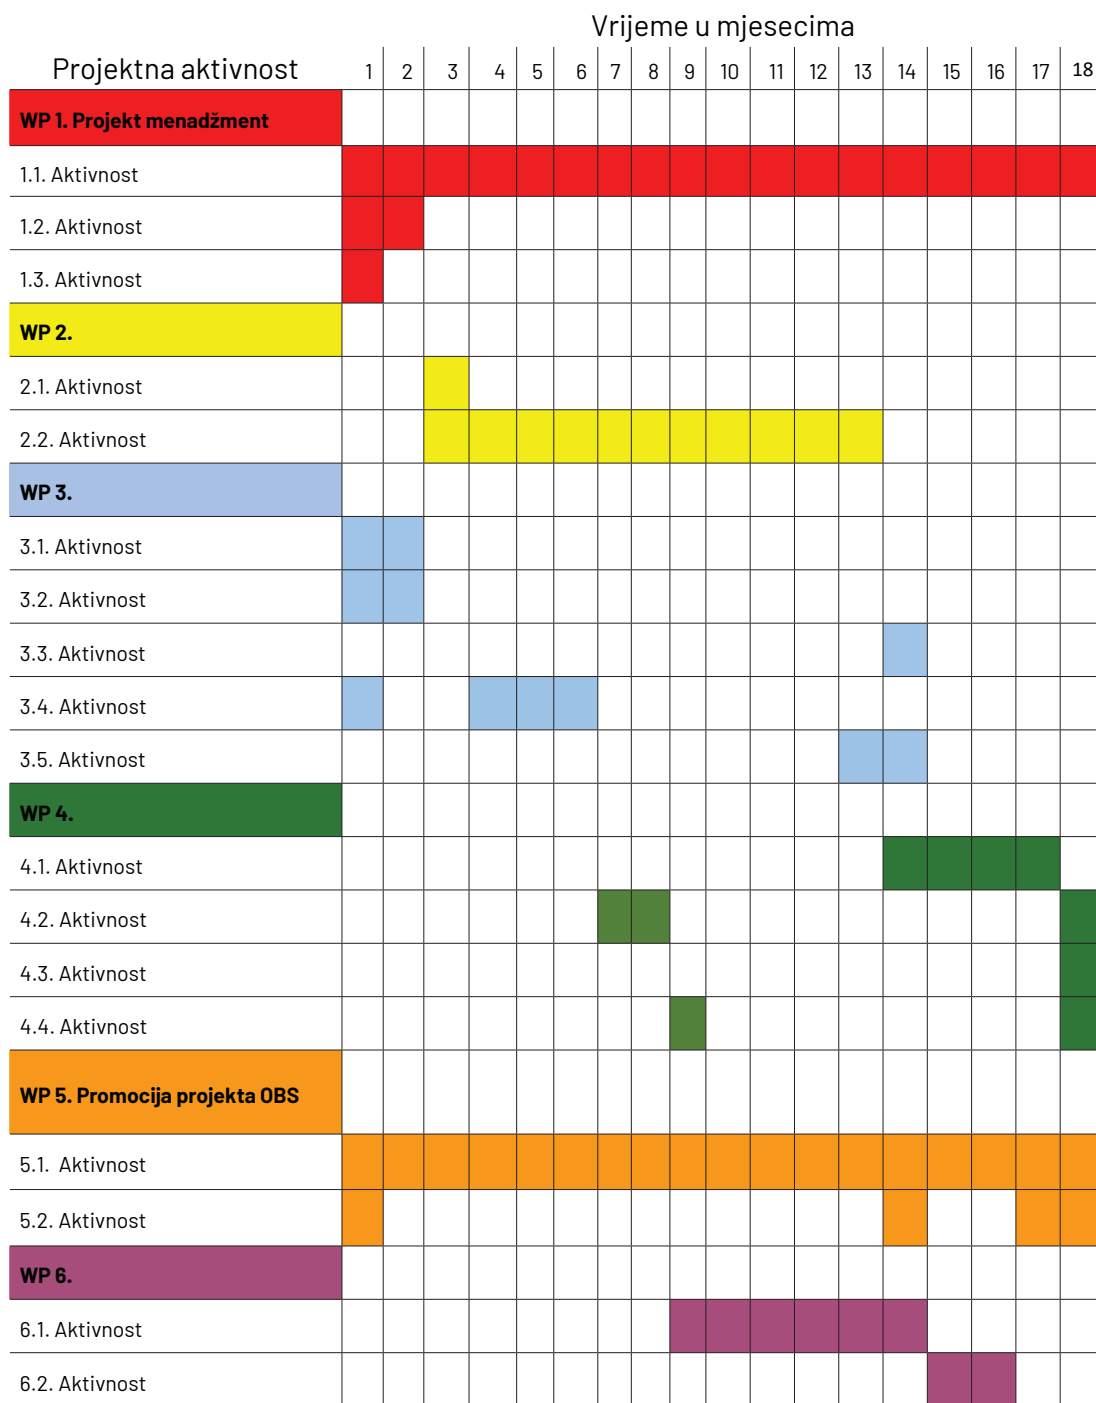 Vrijeme u mjesecima
Projektna aktivnost 1 2 3 4 5 6 7 8 9 10 11 12 13 14 15 16 17 18
WP 1. Projekt menadžment
1.1. Aktivnost
1.2. Aktivnost
1.3. Aktivnost
WP 2.
2.1. Aktivnost
2.2. Aktivnost
WP 3.
3.1. Aktivnost
3.2. Aktivnost
3.3. Aktivnost
3.4. Aktivnost
3.5. Aktivnost
WP 4.
4.1. Aktivnost
4.2. Aktivnost
4.3. Aktivnost
4.4. Aktivnost
WP 5. Promocija projekta OBS
5.1. Aktivnost
5.2. Aktivnost
WP 6.
6.1. Aktivnost
6.2. Aktivnost